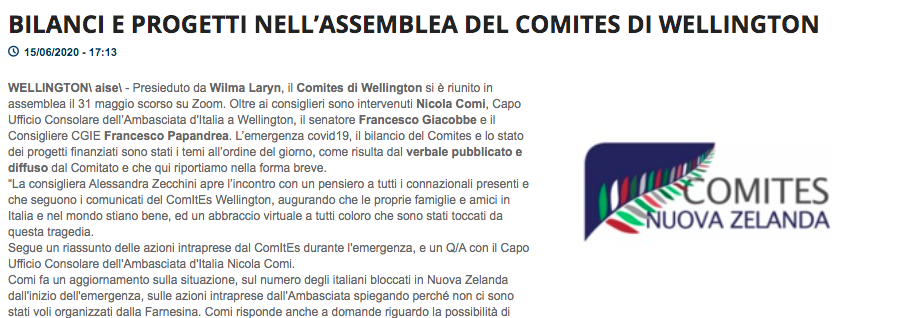 BILANCI E PROGETTI NELL’ASSEMBLEA DEL COMITES DI WELLINGTON
15/06/2020 - 17:13
WELLINGTON\ aise\ - Presieduto da Wilma Laryn, il Comites di Wellington si è riunito in
assemblea il 31 maggio scorso su Zoom. Oltre ai consiglieri sono intervenuti Nicola Comi, Capo
Ufficio Consolare dell’Ambasciata d’Italia a Wellington, il senatore Francesco Giacobbe e il
Consigliere CGIE Francesco Papandrea. L’emergenza covid19, il bilancio del Comites e lo stato
dei progetti finanziati sono stati i temi all’ordine del giorno, come risulta dal verbale pubblicato e
diffuso dal Comitato e che qui riportiamo nella forma breve.
“La consigliera Alessandra Zecchini apre l’incontro con un pensiero a tutti i connazionali presenti e
che seguono i comunicati del ComItEs Wellington, augurando che le proprie famiglie e amici in
Italia e nel mondo stiano bene, ed un abbraccio virtuale a tutti coloro che sono stati toccati da
questa tragedia.
Segue un riassunto delle azioni intraprese dal ComItEs durante l’emergenza, e un Q/A con il Capo
Ufficio Consolare dell’Ambasciata d’Italia Nicola Comi.
Comi fa un aggiornamento sulla situazione, sul numero degli italiani bloccati in Nuova Zelanda
dall’inizio dell’emergenza, sulle azioni intraprese dall’Ambasciata spiegando perché non ci sono
stati voli organizzati dalla Farnesina. Comi risponde anche a domande riguardo la possibilità di
COMITES
NUOVA ZELANDA